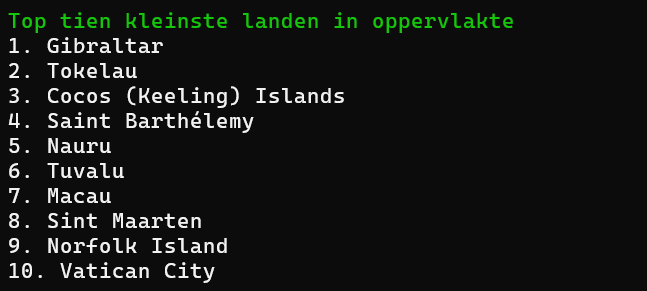 Top tien kleinste landen in oppervlakte
1. Gibraltar
2. Tokelau
3. Cocos (Keeling) Islands
4. Saint Barthélemy
5. Nauru
6. Tuvalu
7. Macau
8. Sint Maarten
9. Norfolk Island
10. Vatican City